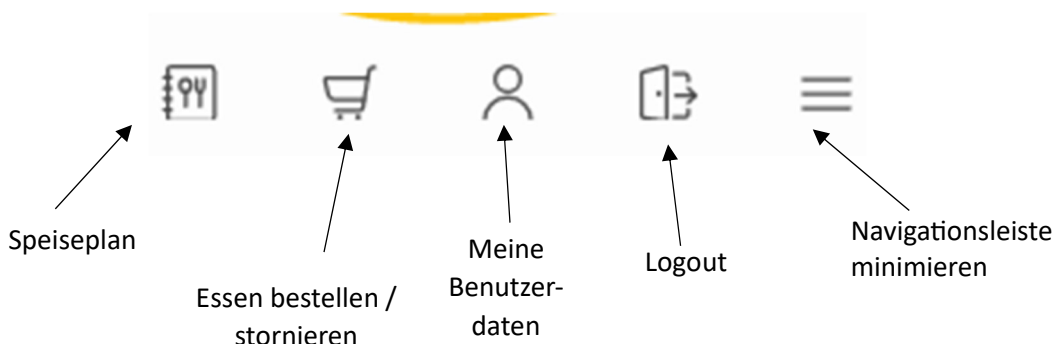 Speiseplan
Essen bestellen /
stornieren
Meine
Benutzer-
daten
Logout
Navigationsleiste
minimieren